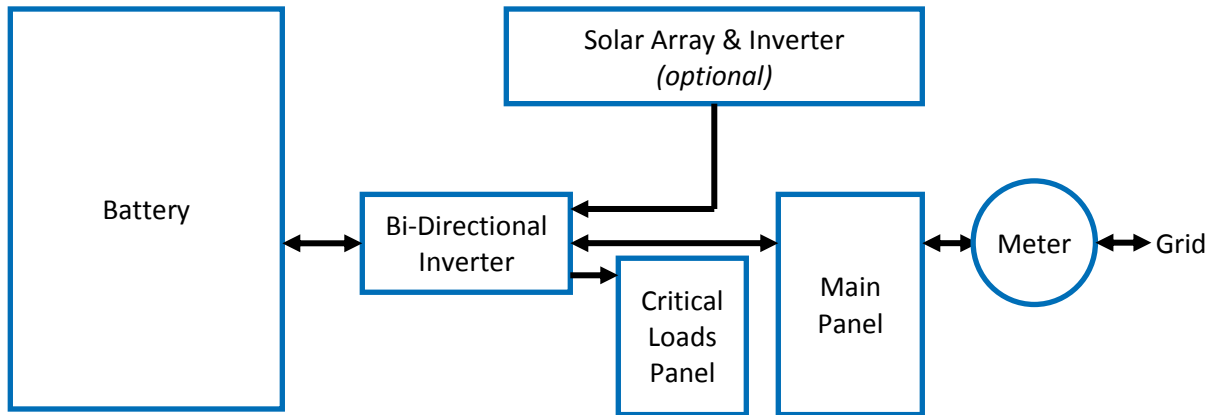 Solar Array & Inverter
(optional)
Battery
Bi-Directional
Inverter
Critical
Loads
Panel
Main
Panel
Meter
Grid